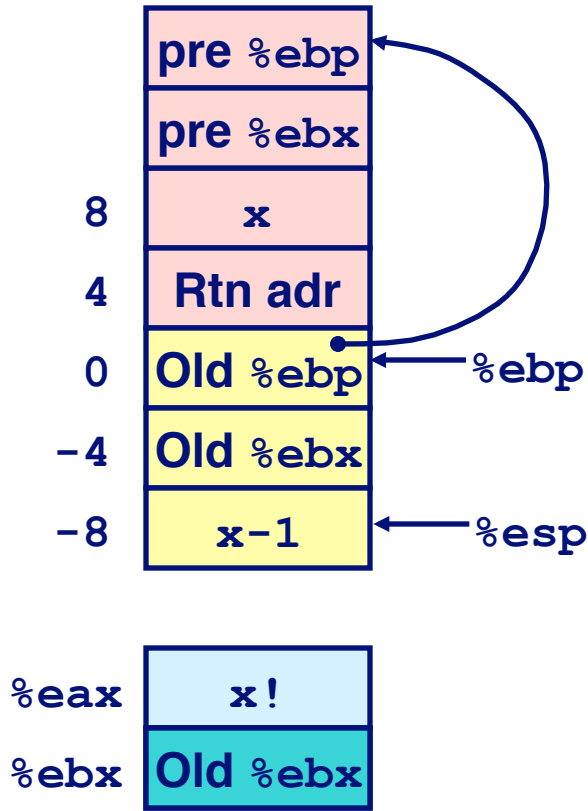 pre %ebp
pre %ebx
8 x
4 Rtn adr
0 Old %ebp %ebp
-4 Old %ebx
-8 x-1 %esp
%eax x!
%ebx Old %ebx